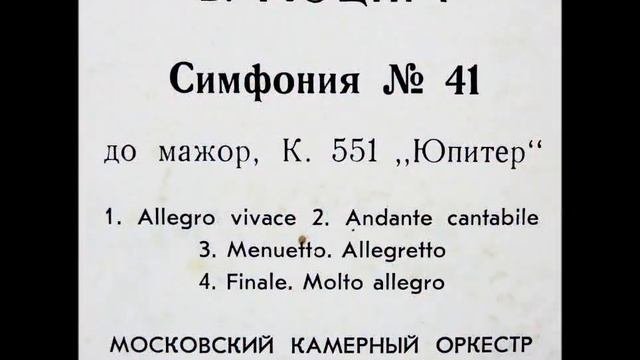 Симфония № 41
до мажор, К. 551 „Юпитер“
1. Allegro vivace 2. Andante cantabile
3. Menuetto. Allegretto
4. Finale. Molto allegro
МОСКОВСКИЙ КАМЕРНЫЙ ОРКЕСТР